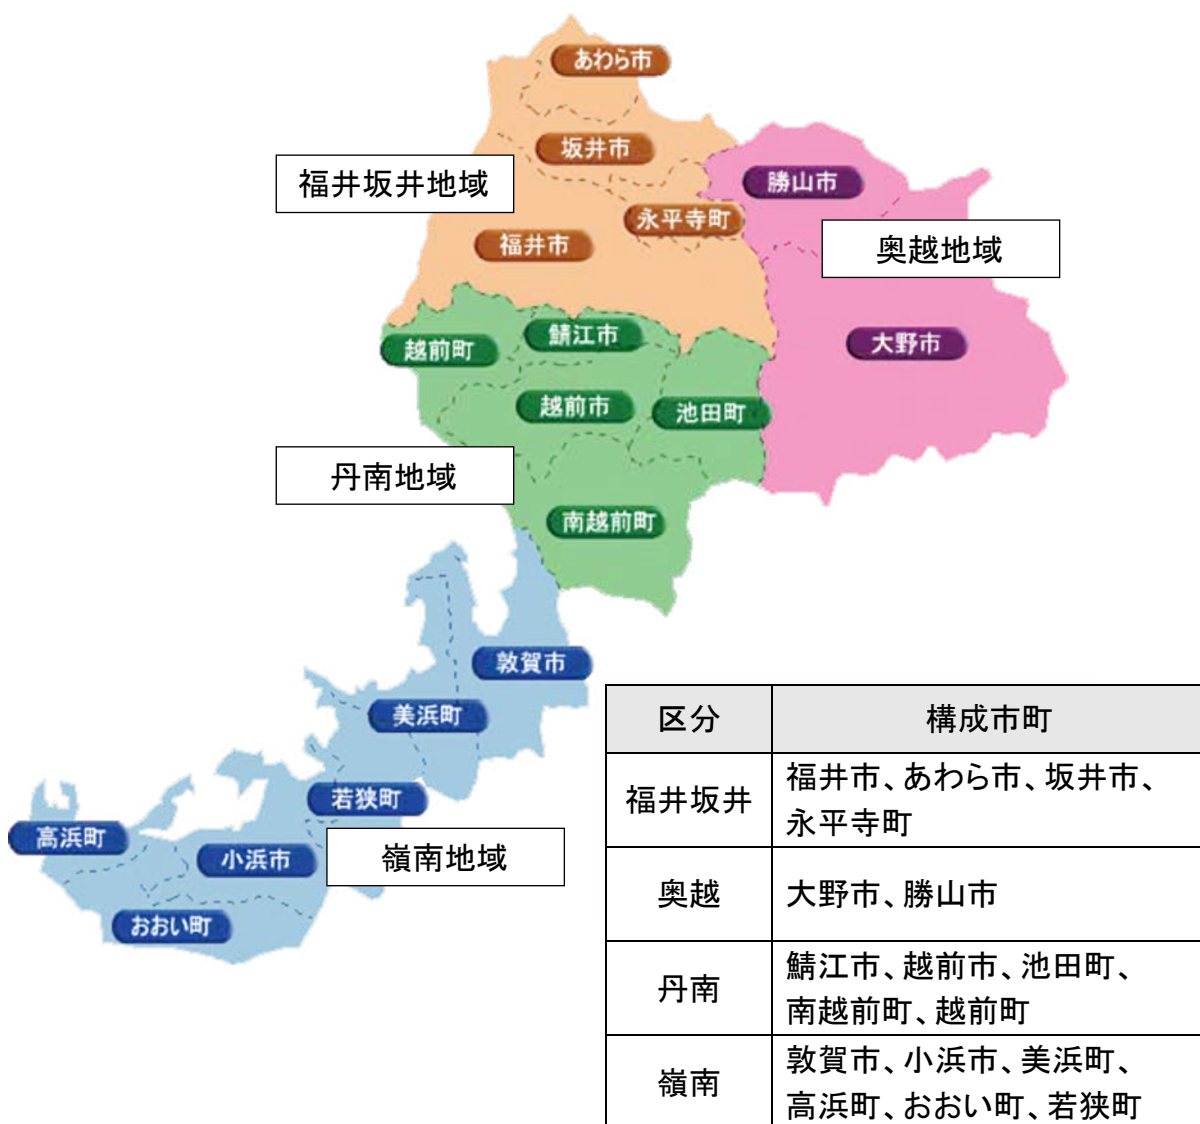 あわら市
坂井市
福井坂井地域
勝山市
永平寺町
福井市
奥越地域
鯖江市
越前町
大野市
越前市
池田町
丹南地域
南越前町
敦賀市
美浜町
若狭町
高浜町
小浜市
嶺南地域
おおい町
区分 構成市町
福井坂井 福井市、あわら市、坂井市、
永平寺町
奥越 大野市、勝山市
丹南 鯖江市、越前市、池田町、
南越前町、越前町
嶺南 敦賀市、小浜市、美浜町、
高浜町、おおい町、若狭町